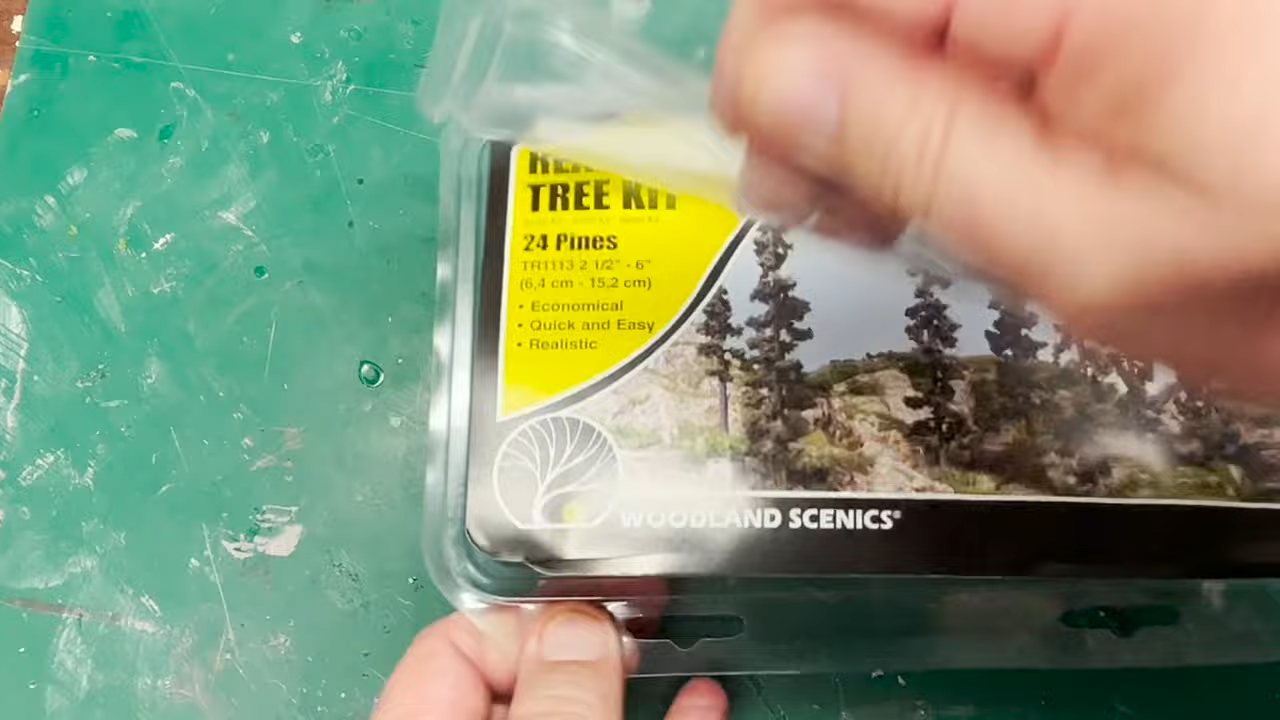 TREE KIT
24 Pines
TR1113 2 1/2" - 6"
(6,4 cm - 15,2 cm)
• Economical
• Quick and Easy
• Realistic
WOODLAND SCENICS®